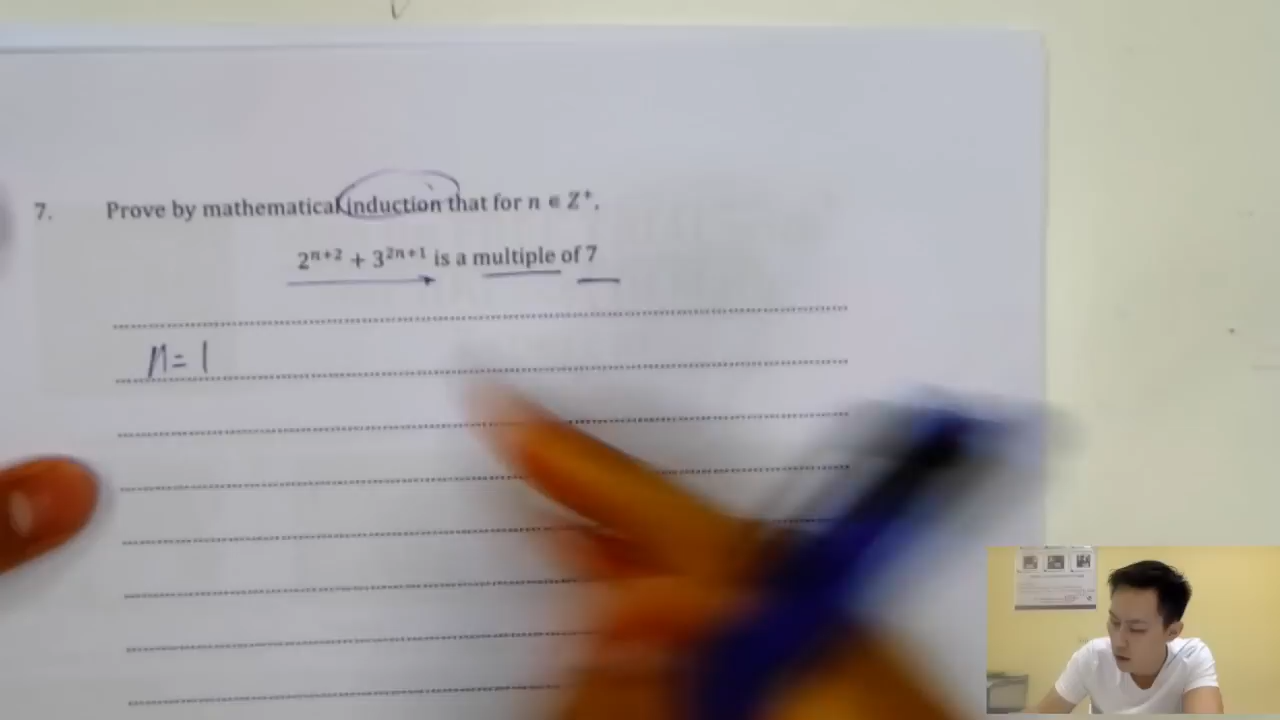 7. Prove by mathematical induction that for n ∈ Z⁺,
2ⁿ⁺² + 3²ⁿ⁺¹ is a multiple of 7
n = 1